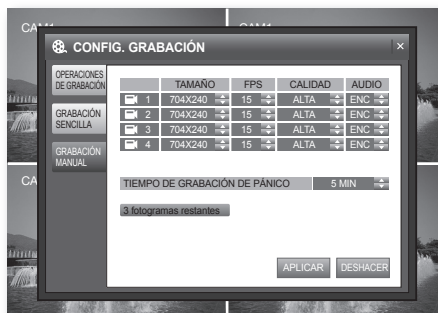 CAM1
CAM2
CONFIG. GRABACIÓN
×
OPERACIONES
DE GRABACIÓN
GRABACIÓN
SENCILLA
GRABACIÓN
MANUAL
TAMAÑO FPS CALIDAD AUDIO
1 704X240 15 ALTA ENC
2 704X240 15 ALTA ENC
3 704X240 15 ALTA ENC
4 704X240 15 ALTA ENC
TIEMPO DE GRABACIÓN DE PÁNICO 5 MIN
3 fotogramas restantes
APLICAR DESHACER